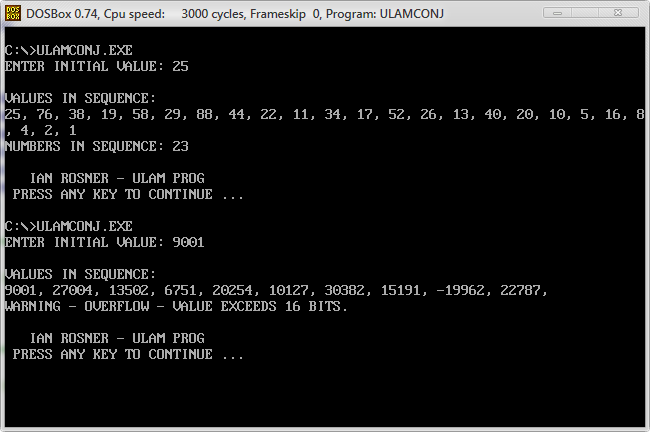 DOS
BOX
DOSBox 0.74, Cpu speed:    3000 cycles, Frameskip  0, Program: ULAMCONJ
C:\>ULAMCONJ.EXE
ENTER INITIAL VALUE: 25
VALUES IN SEQUENCE:
25, 76, 38, 19, 58, 29, 88, 44, 22, 11, 34, 17, 52, 26, 13, 40, 20, 10, 5, 16, 8
, 4, 2, 1
NUMBERS IN SEQUENCE: 23
IAN ROSNER - ULAM PROG
PRESS ANY KEY TO CONTINUE ...
C:\>ULAMCONJ.EXE
ENTER INITIAL VALUE: 9001
VALUES IN SEQUENCE:
9001, 27004, 13502, 6751, 20254, 10127, 30382, 15191, -19962, 22787,
WARNING - OVERFLOW - VALUE EXCEEDS 16 BITS.
IAN ROSNER - ULAM PROG
PRESS ANY KEY TO CONTINUE ...